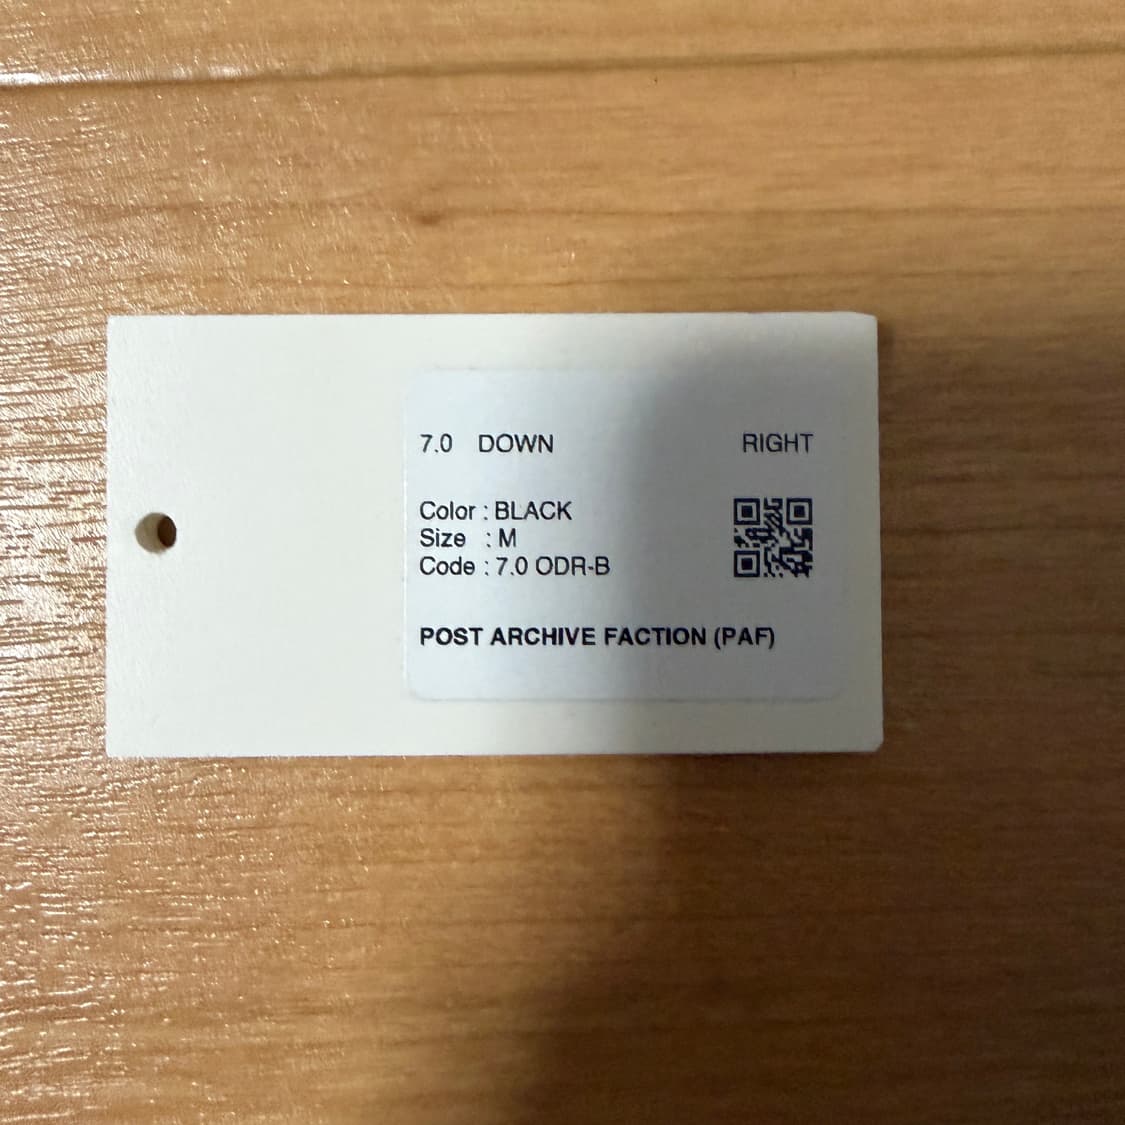 7.0 DOWN RIGHT
Color : BLACK
Size : M
Code : 7.0 ODR-B
POST ARCHIVE FACTION (PAF)